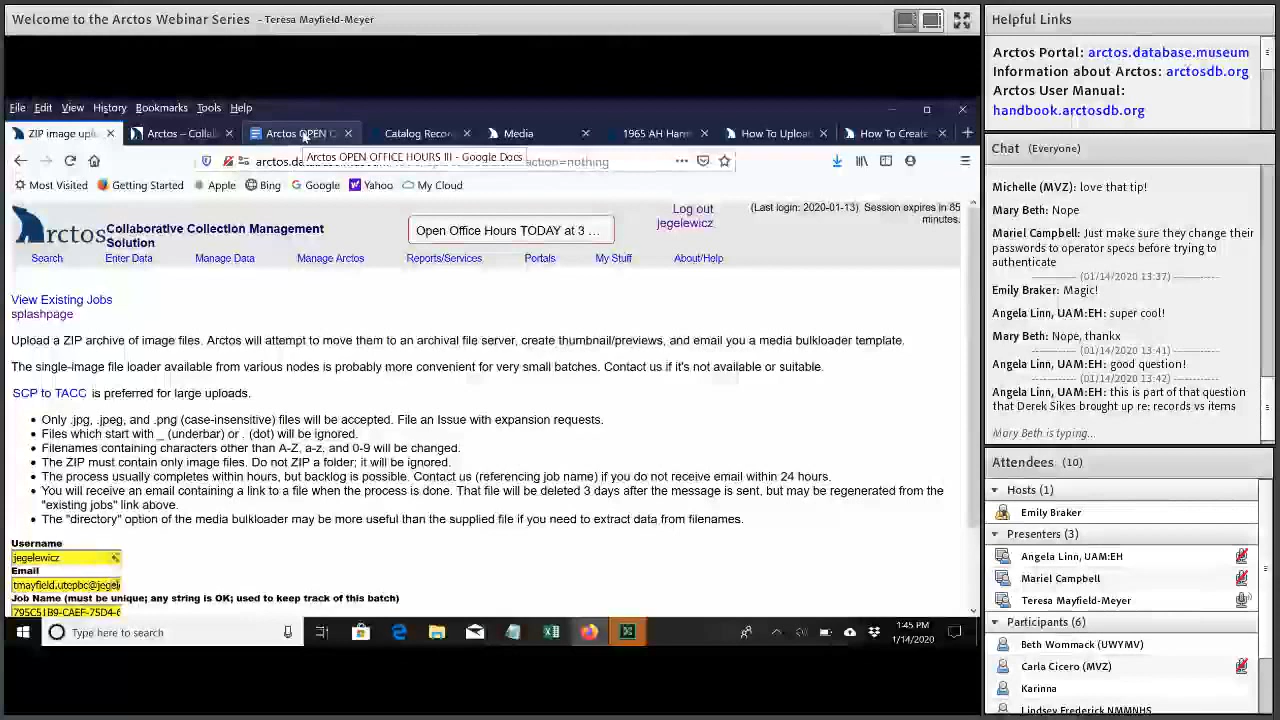 Welcome to the Arctos Webinar Series - Teresa Mayfield-Meyer
File Edit View History Bookmarks Tools Help
ZIP image uplo
Arctos – Collab
Arctos OPEN O
Catalog Recor
Media
1965 AH Harri
How To Upload
How To Create
arctos.da
Arctos OPEN OFFICE HOURS III - Google Docs
action=nothing
Most Visited Getting Started Apple Bing Google Yahoo My Cloud
Arctos Collaborative Collection Management Solution
Open Office Hours TODAY at 3 ...
Log out
jegelewicz
(Last login: 2020-01-13) Session expires in 85 minutes.
Search Enter Data Manage Data Manage Arctos Reports/Services Portals My Stuff About/Help
View Existing Jobs
splashpage
Upload a ZIP archive of image files. Arctos will attempt to move them to an archival file server, create thumbnail/previews, and email you a media bulkloader template.
The single-image file loader available from various nodes is probably more convenient for very small batches. Contact us if it's not available or suitable.
SCP to TACC is preferred for large uploads.
• Only .jpg, .jpeg, and .png (case-insensitive) files will be accepted. File an Issue with expansion requests.
• Files which start with _ (underbar) or . (dot) will be ignored.
• Filenames containing characters other than A-Z, a-z, and 0-9 will be changed.
• The ZIP must contain only image files. Do not ZIP a folder; it will be ignored.
• The process usually completes within hours, but backlog is possible. Contact us (referencing job name) if you do not receive email within 24 hours.
• You will receive an email containing a link to a file when the process is done. That file will be deleted 3 days after the message is sent, but may be regenerated from the
"existing jobs" link above.
• The "directory" option of the media bulkloader may be more useful than the supplied file if you need to extract data from filenames.
Username
jegelewicz
Email
tmayfield.utepbc@jegel
Job Name (must be unique; any string is OK; used to keep track of this batch)
795C51B9-CAEF-75D4-6
Type here to search
1:45 PM
1/14/2020
Helpful Links
Arctos Portal: arctos.database.museum
Information about Arctos: arctosdb.org
Arctos User Manual:
handbook.arctosdb.org
Chat (Everyone)
Michelle (MVZ): love that tip!
Mary Beth: Nope
Mariel Campbell: Just make sure they change their
passwords to operator specs before trying to
authenticate
---------- (01/14/2020 13:37) ----------
Emily Braker: Magic!
Angela Linn, UAM:EH: super cool!
Mary Beth: Nope, thankx
---------- (01/14/2020 13:41) ----------
Angela Linn, UAM:EH: good question!
---------- (01/14/2020 13:42) ----------
Angela Linn, UAM:EH: this is part of that question
that Derek Sikes brought up re: records vs items
Mary Beth is typing...
Attendees (10)
Hosts (1)
Emily Braker
Presenters (3)
Angela Linn, UAM:EH
Mariel Campbell
Teresa Mayfield-Meyer
Participants (6)
Beth Wommack (UWYMV)
Carla Cicero (MVZ)
Karinna
Lindsey Frederick NMMNHS